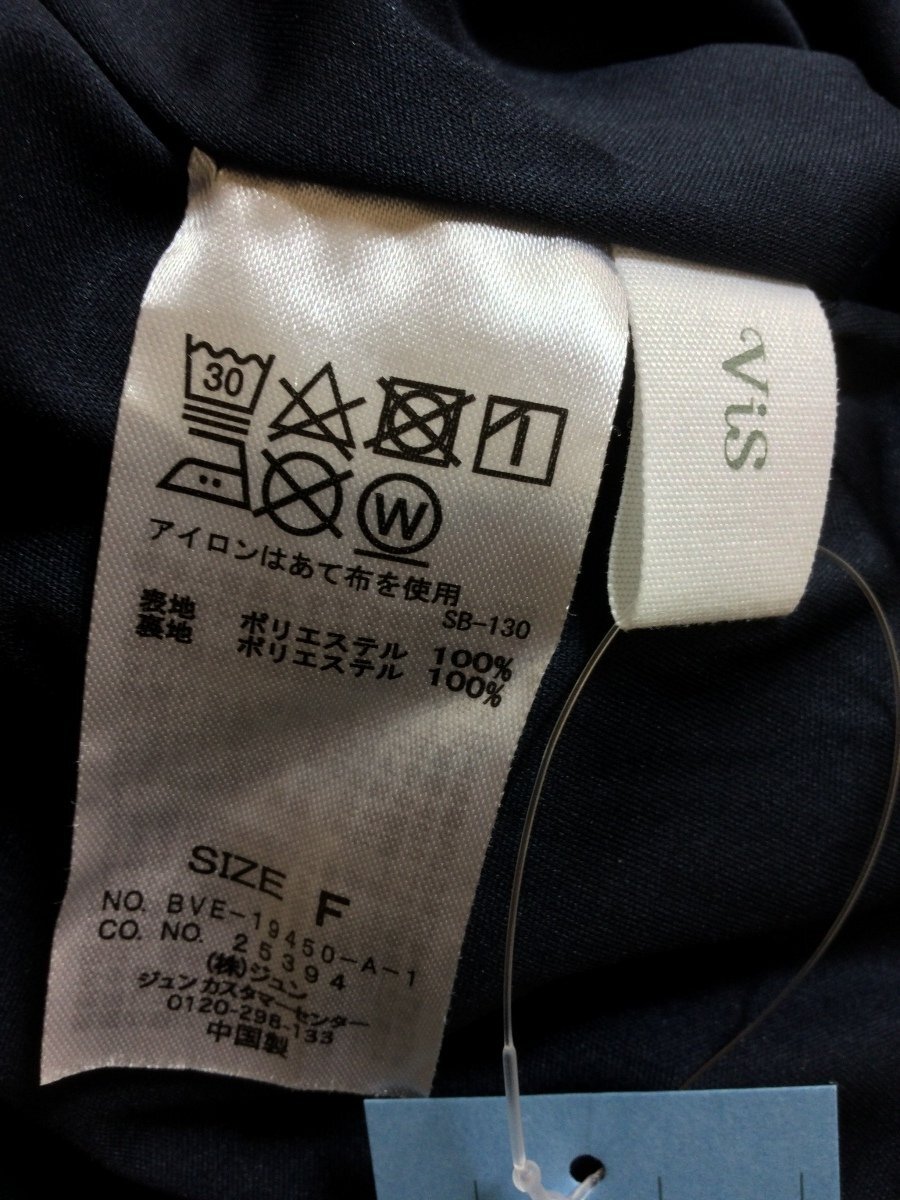 ViS
30
W
アイロンはあて布を使用
SB-130
表地 ポリエステル 100%
裏地 ポリエステル 100%
SIZE F
NO. BVE-19450-A-1
CO. NO. 25394
(株)ジュン
ジュンカスタマーセンター
0120-298-133
中国製